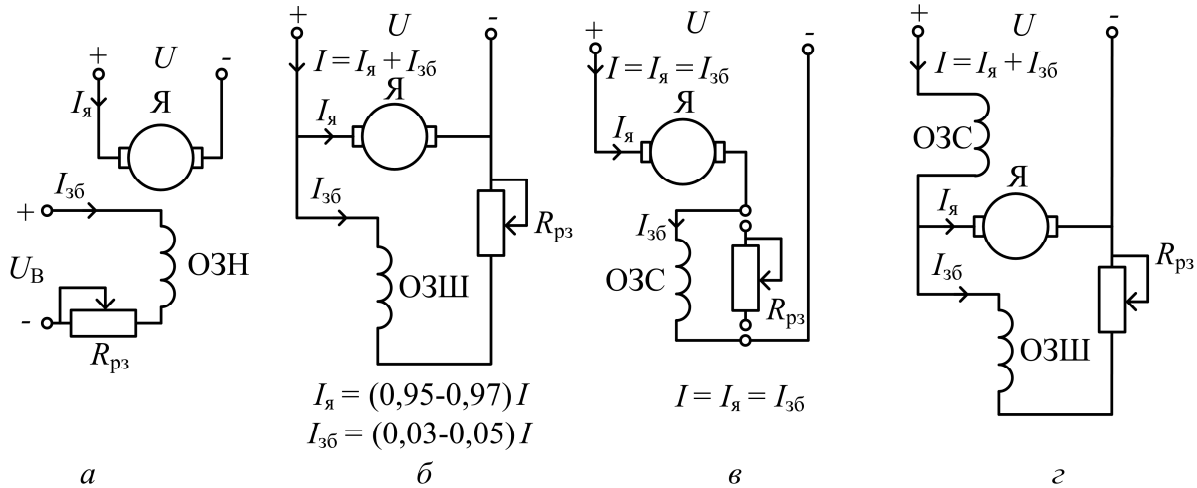 + U -
Iя Я
Iзб
+
Uв ОЗН
-
Rрз
а
+ U -
I = Iя + Iзб
Я
Iя
Iзб
Rрз
ОЗШ
Iя = (0,95-0,97) I
Iзб = (0,03-0,05) I
б
+ U -
I = Iя = Iзб
Я
Iя
Iзб
ОЗС
Rрз
I = Iя = Iзб
в
+ U -
I = Iя + Iзб
ОЗС
Я
Iя
Rрз
Iзб
ОЗШ
г